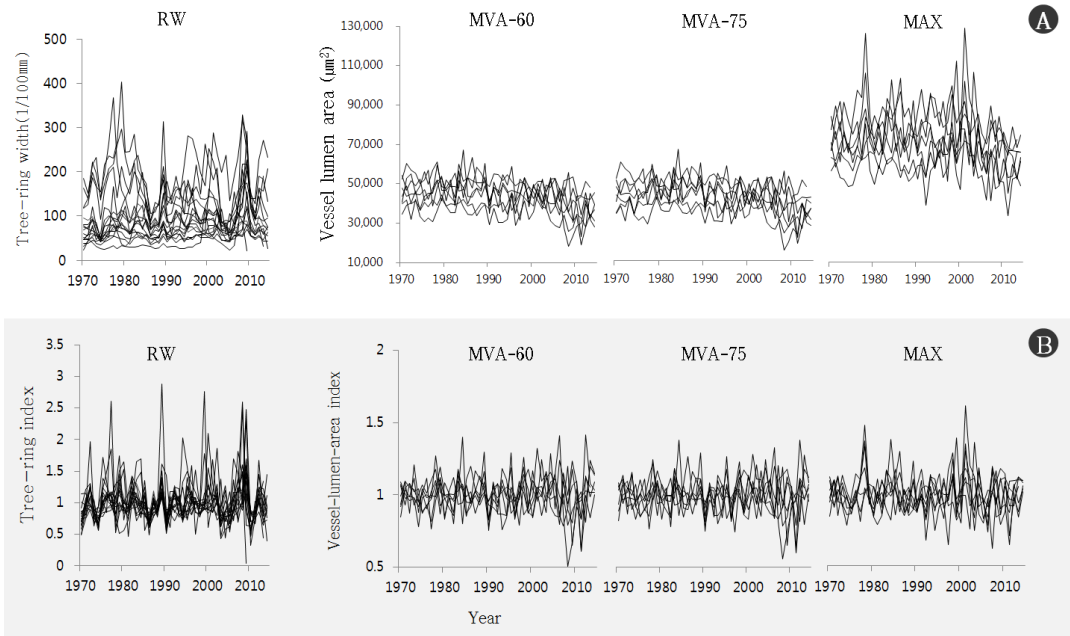 RW
MVA-60
MVA-75
MAX
A
Tree-ring width(1/100mm)
500
400
300
200
100
0
1970 1980 1990 2000 2010
Vessel lumen area (μm²)
130,000
110,000
90,000
70,000
50,000
30,000
10,000
1970 1980 1990 2000 2010
1970 1980 1990 2000 2010
1970 1980 1990 2000 2010
RW
MVA-60
MVA-75
MAX
B
Tree-ring index
3.5
3
2.5
2
1.5
1
0.5
0
1970 1980 1990 2000 2010
Vessel-lumen-area index
2
1.5
1
0.5
1970 1980 1990 2000 2010
1970 1980 1990 2000 2010
1970 1980 1990 2000 2010
Year